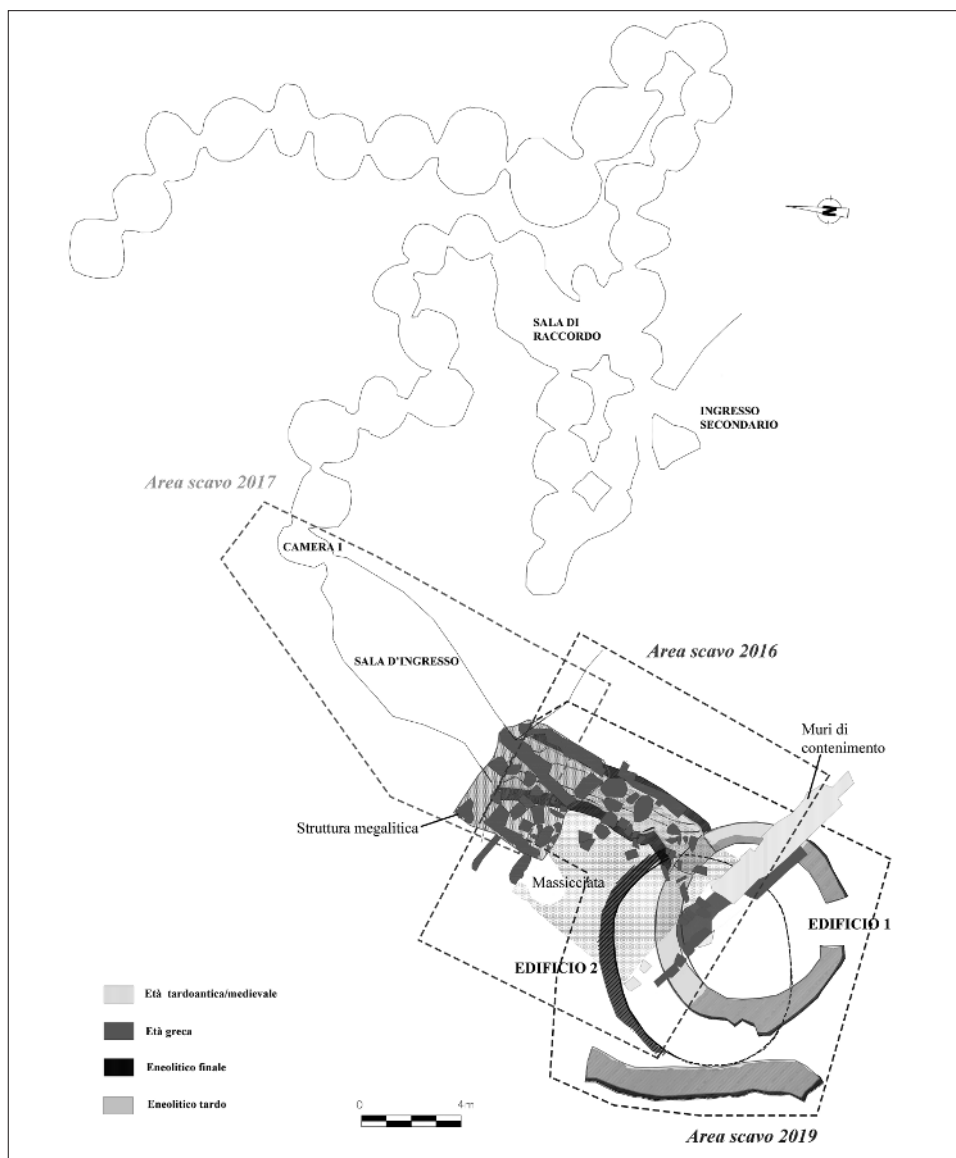 N
SALA DI
RACCORDO
INGRESSO
SECONDARIO
Area scavo 2017
CAMERA I
SALA D'INGRESSO
Area scavo 2016
Muri di
contenimento
Struttura megalitica
Massicciata
EDIFICIO 1
EDIFICIO 2
Età tardoantica/medievale
Età greca
Eneolitico finale
Eneolitico tardo
0 4 m
Area scavo 2019